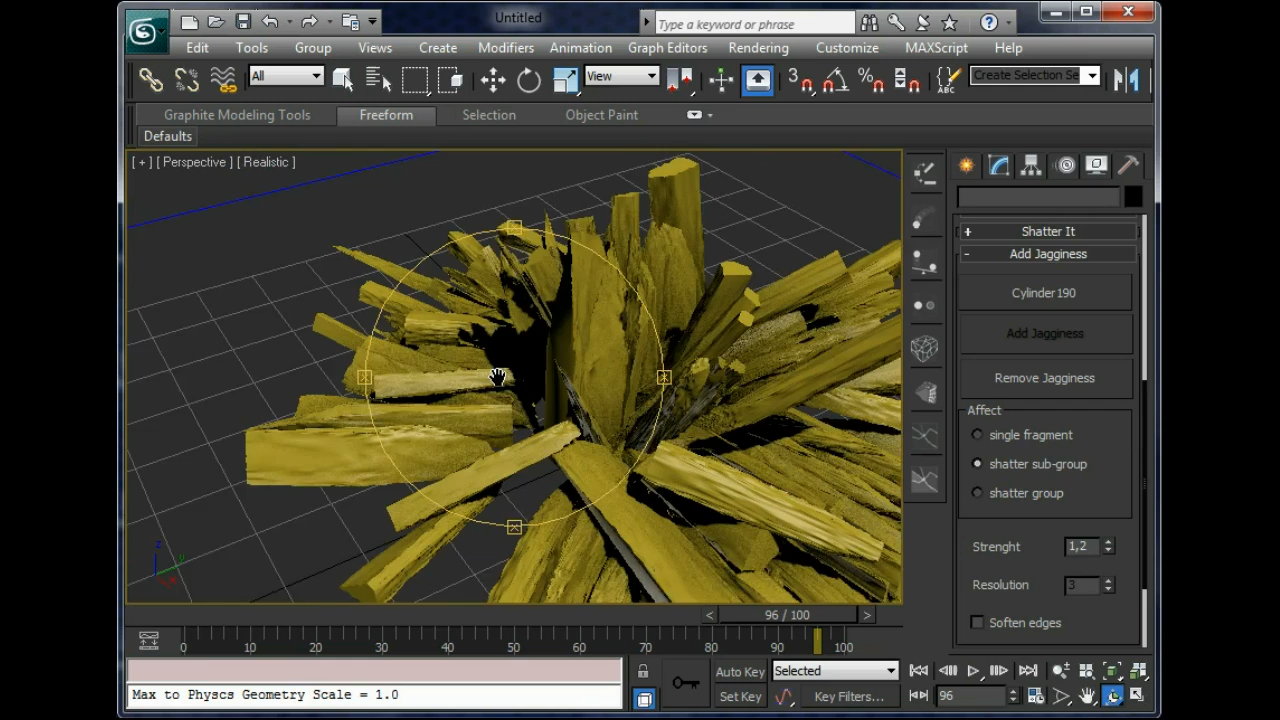 Untitled
Type a keyword or phrase
Edit Tools Group Views Create Modifiers Animation Graph Editors Rendering Customize MAXScript Help
All View 3 % ABC Create Selection Se
Graphite Modeling Tools Freeform Selection Object Paint
Defaults
[ + ] [ Perspective ] [ Realistic ]
+ Shatter It
- Add Jagginess
Cylinder190
Add Jagginess
Remove Jagginess
Affect
single fragment
shatter sub-group
shatter group
Strenght 1,2
Resolution 3
Soften edges
z y x
< 96 / 100 >
0 10 20 30 40 50 60 70 80 90 100
Auto Key Selected
Max to Physcs Geometry Scale = 1.0
Set Key Key Filters... 96